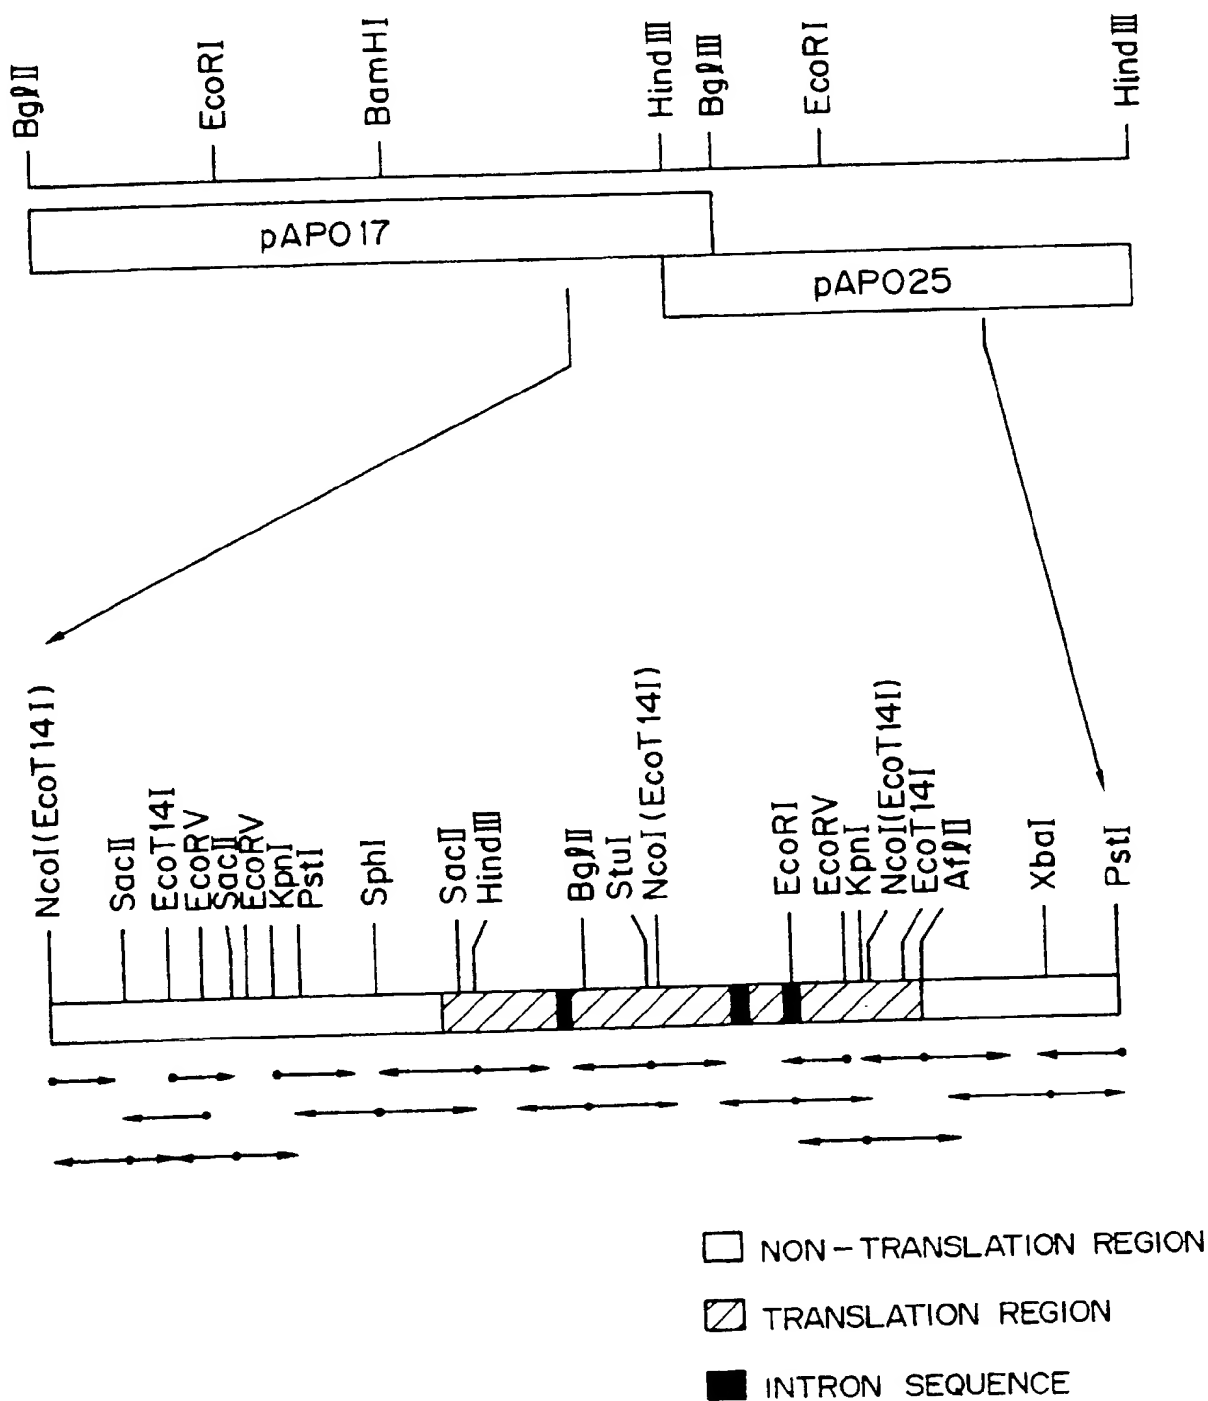 BglII
EcoRI
BamHI
HindIII
BglIII
EcoRI
HindIII
pAPO17
pAPO25
NcoI(EcoT14I)
SacII
EcoT14I
EcoRV
SacII
EcoRV
KpnI
PstI
SphI
SacII
HindIII
BglII
StuI
NcoI(EcoT14I)
EcoRI
EcoRV
KpnI
NcoI(EcoT14I)
EcoT14I
AflII
XbaI
PstI
NON-TRANSLATION REGION
TRANSLATION REGION
INTRON SEQUENCE